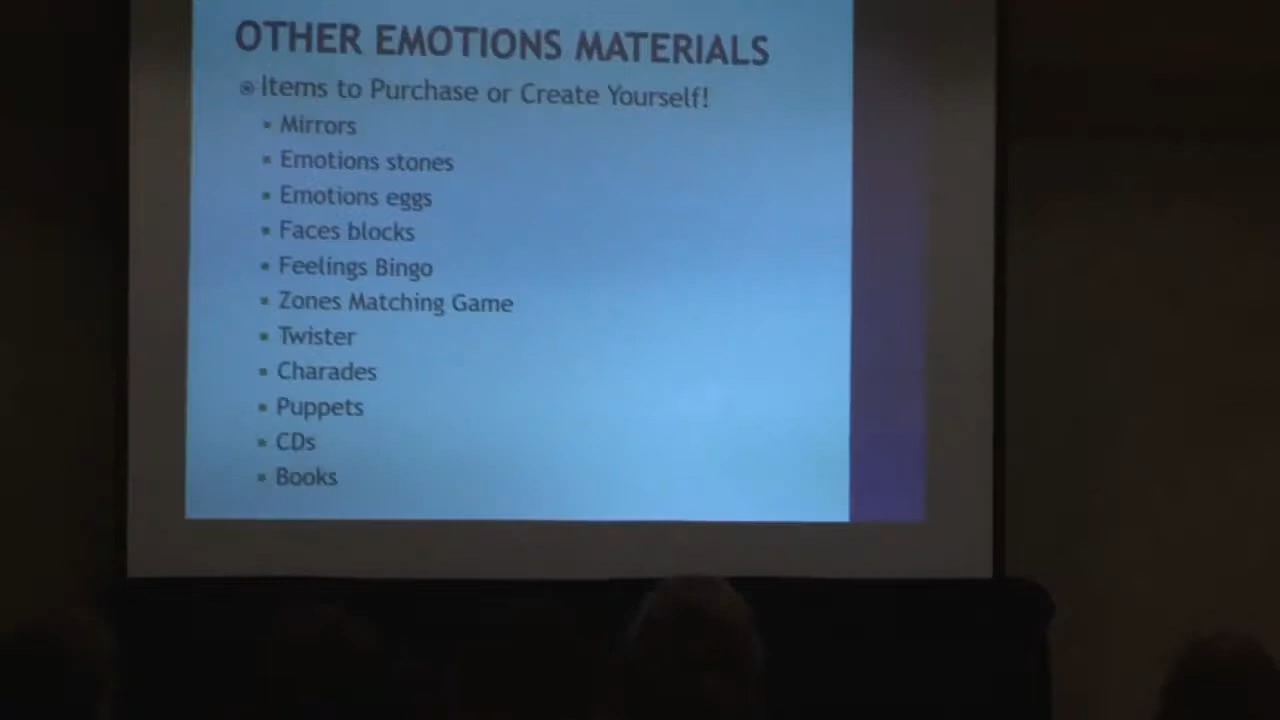 OTHER EMOTIONS MATERIALS
Items to Purchase or Create Yourself!
Mirrors
Emotions stones
Emotions eggs
Faces blocks
Feelings Bingo
Zones Matching Game
Twister
Charades
Puppets
CDs
Books